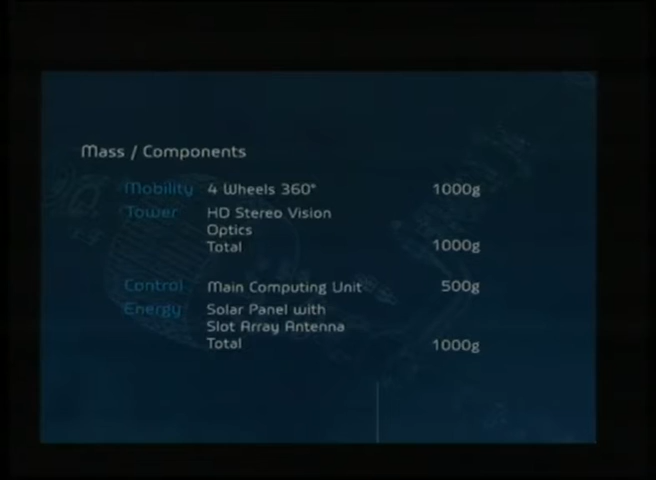 Mass / Components
Mobility 4 Wheels 360° 1000g
Tower HD Stereo Vision
Optics
Total 1000g
Control Main Computing Unit 500g
Energy Solar Panel with
Slot Array Antenna
Total 1000g